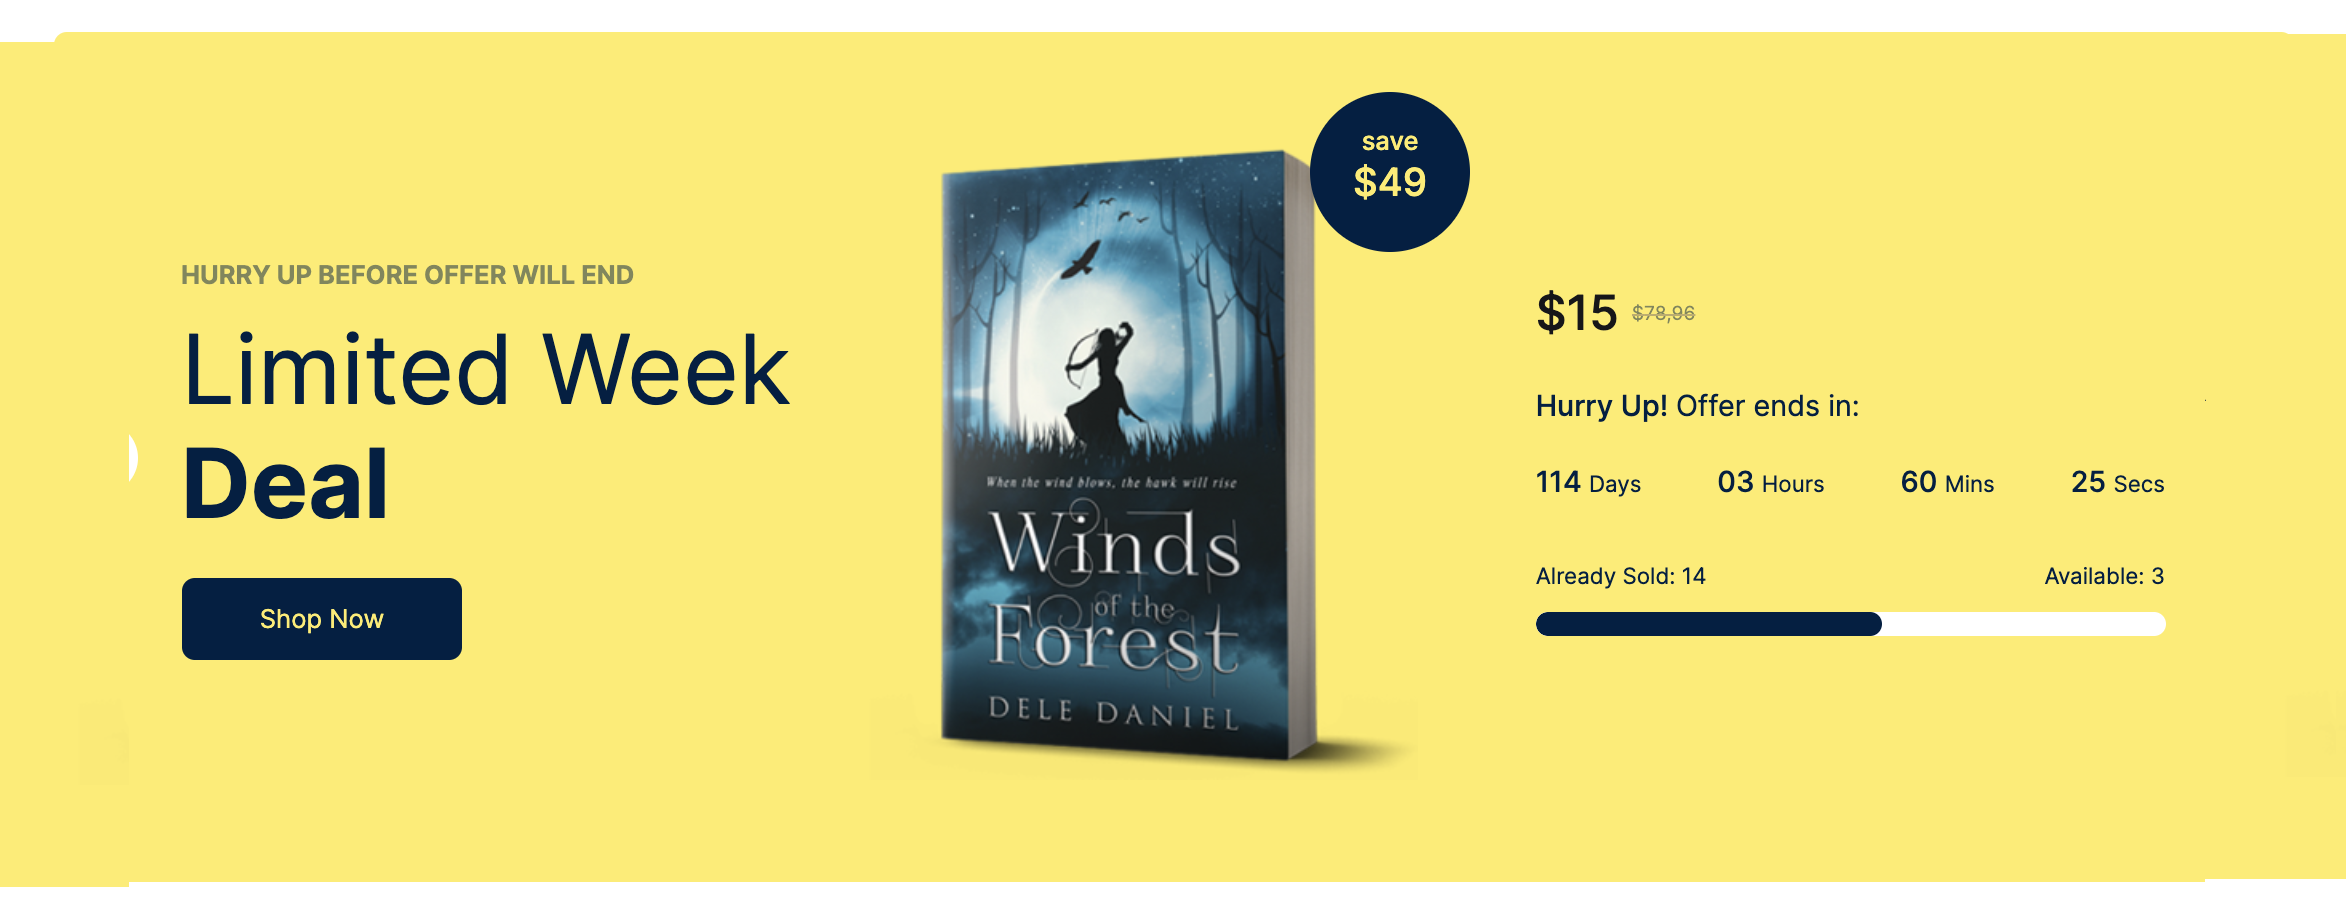 HURRY UP BEFORE OFFER WILL END
Limited Week
Deal
Shop Now
When the wind blows, the hawk will rise
Winds
of the
Forest
DELE DANIEL
save
$49
$15 $78,96
Hurry Up! Offer ends in:
114 Days 03 Hours 60 Mins 25 Secs
Already Sold: 14 Available: 3